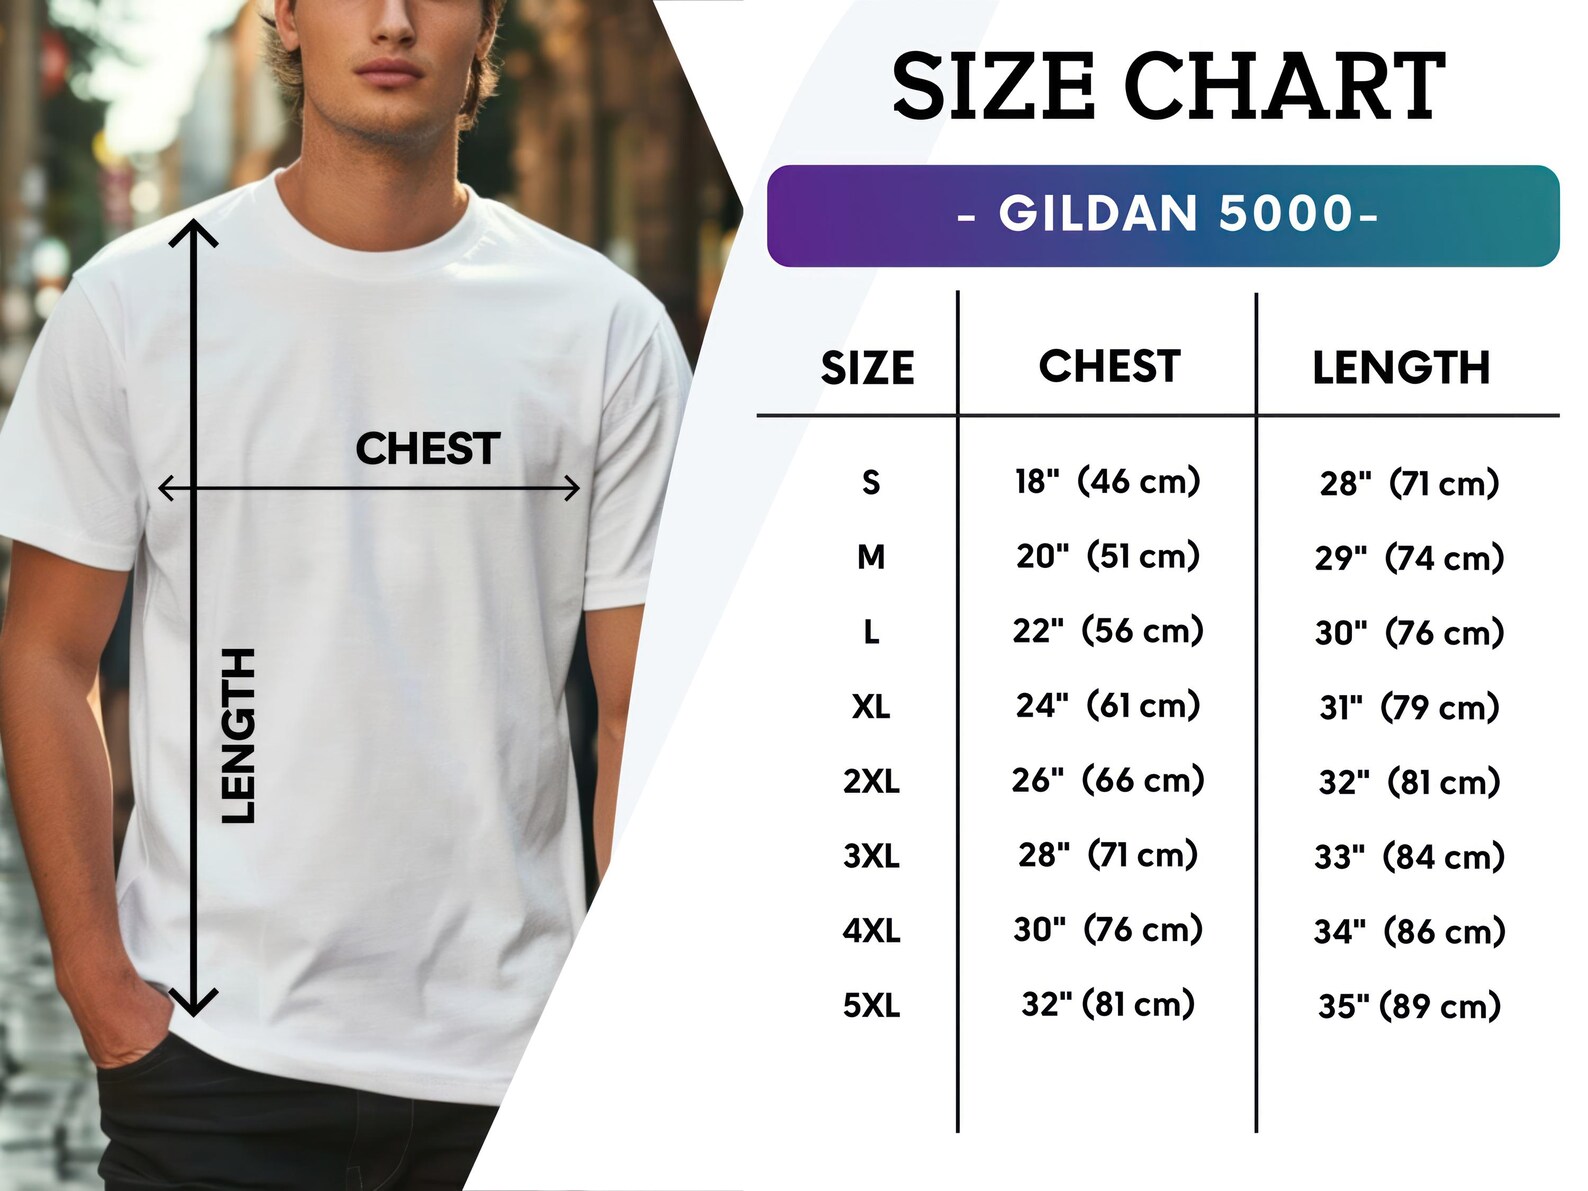 SIZE CHART
- GILDAN 5000-
SIZE CHEST LENGTH
S 18" (46 cm) 28" (71 cm)
M 20" (51 cm) 29" (74 cm)
L 22" (56 cm) 30" (76 cm)
XL 24" (61 cm) 31" (79 cm)
2XL 26" (66 cm) 32" (81 cm)
3XL 28" (71 cm) 33" (84 cm)
4XL 30" (76 cm) 34" (86 cm)
5XL 32" (81 cm) 35" (89 cm)
CHEST
LENGTH